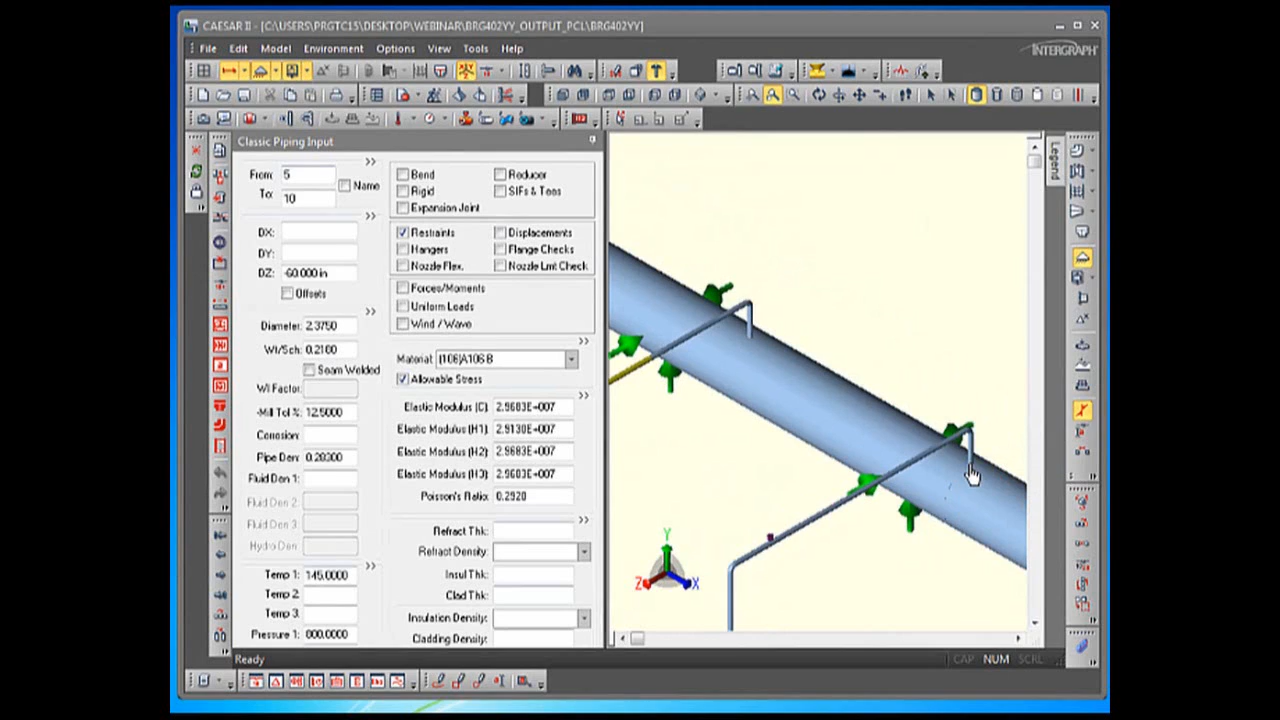 CAESAR II - [C:\USERS\PRGTC15\DESKTOP\WEBINAR\BRG402YY_OUTPUT_PCL\BRG402YY]
File Edit Model Environment Options View Tools Help
INTERGRAPH
Classic Piping Input
From: 5
To: 10
Name
DX:
DY:
DZ: -60.000 in
Offsets
Diameter: 2.3750
Wt/Sch: 0.2100
Seam Welded
Wl Factor:
-Mill Tol %: 12.5000
Corrosion:
Pipe Den: 0.28300
Fluid Den 1:
Fluid Den 2:
Fluid Den 3:
Hydro Den:
Temp 1: 145.0000
Temp 2:
Temp 3:
Pressure 1: 000.0000
Bend Reducer
Rigid SIFs & Tees
Expansion Joint
Restraints Displacements
Hangers Flange Checks
Nozzle Flex. Nozzle Lmt Check
Forces/Moments
Uniform Loads
Wind / Wave
Material: (106)A106 B
Allowable Stress
Elastic Modulus (C): 2.9683E+007
Elastic Modulus (H1): 2.9130E+007
Elastic Modulus (H2): 2.9683E+007
Elastic Modulus (H3): 2.9683E+007
Poisson's Ratio: 0.2920
Refract Thk:
Refract Density:
Insul Thk:
Clad Thk:
Insulation Density:
Cladding Density:
Legend
Y
Z X
Ready
CAP NUM SCRL